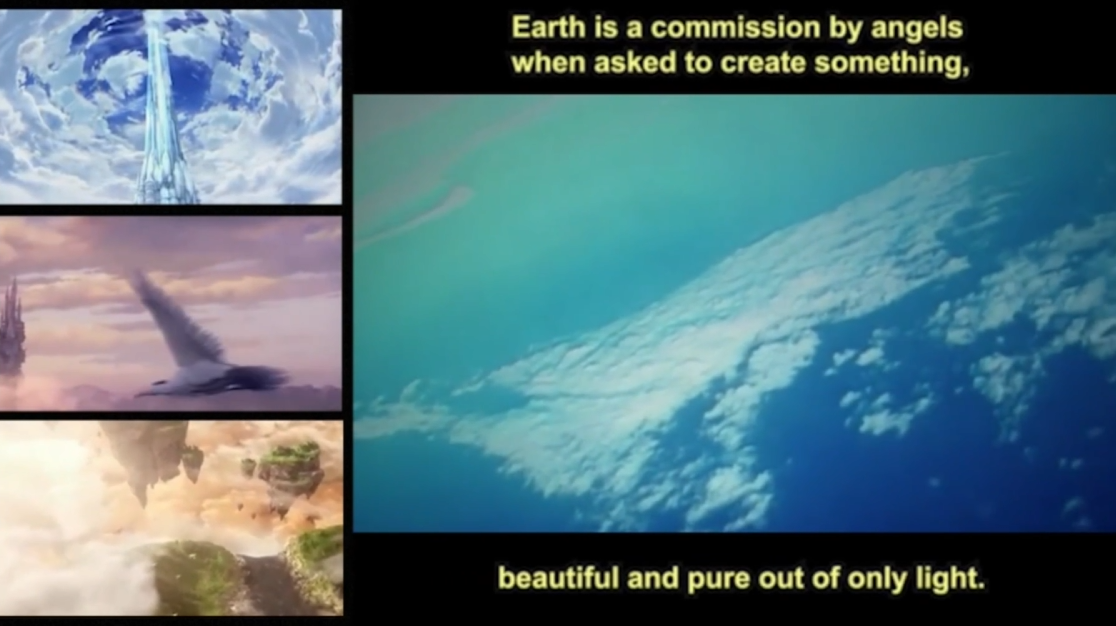 Earth is a commission by angels
when asked to create something,
beautiful and pure out of only light.